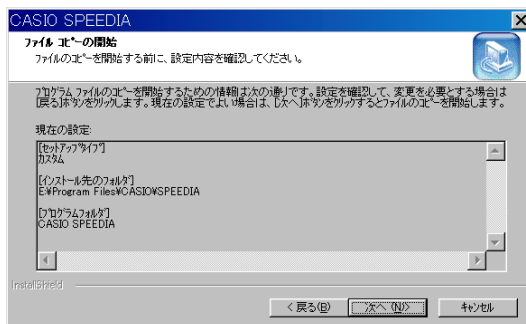 CASIO SPEEDIA
ファイル コピーの開始
ファイルのコピーを開始する前に、設定内容を確認してください。
プログラム ファイルのコピーを開始するための情報は次の通りです。設定を確認して、変更を必要とする場合は
[戻る]ボタンをクリックします。現在の設定でよい場合は、[次へ]ボタンをクリックするとファイルのコピーを開始します。
現在の設定:
[セットアップタイプ]
カスタム
[インストール先のフォルダ]
E:¥Program Files¥CASIO¥SPEEDIA
[プログラムフォルダ]
CASIO SPEEDIA
InstallShield
< 戻る(B)
次へ (N)>
キャンセル